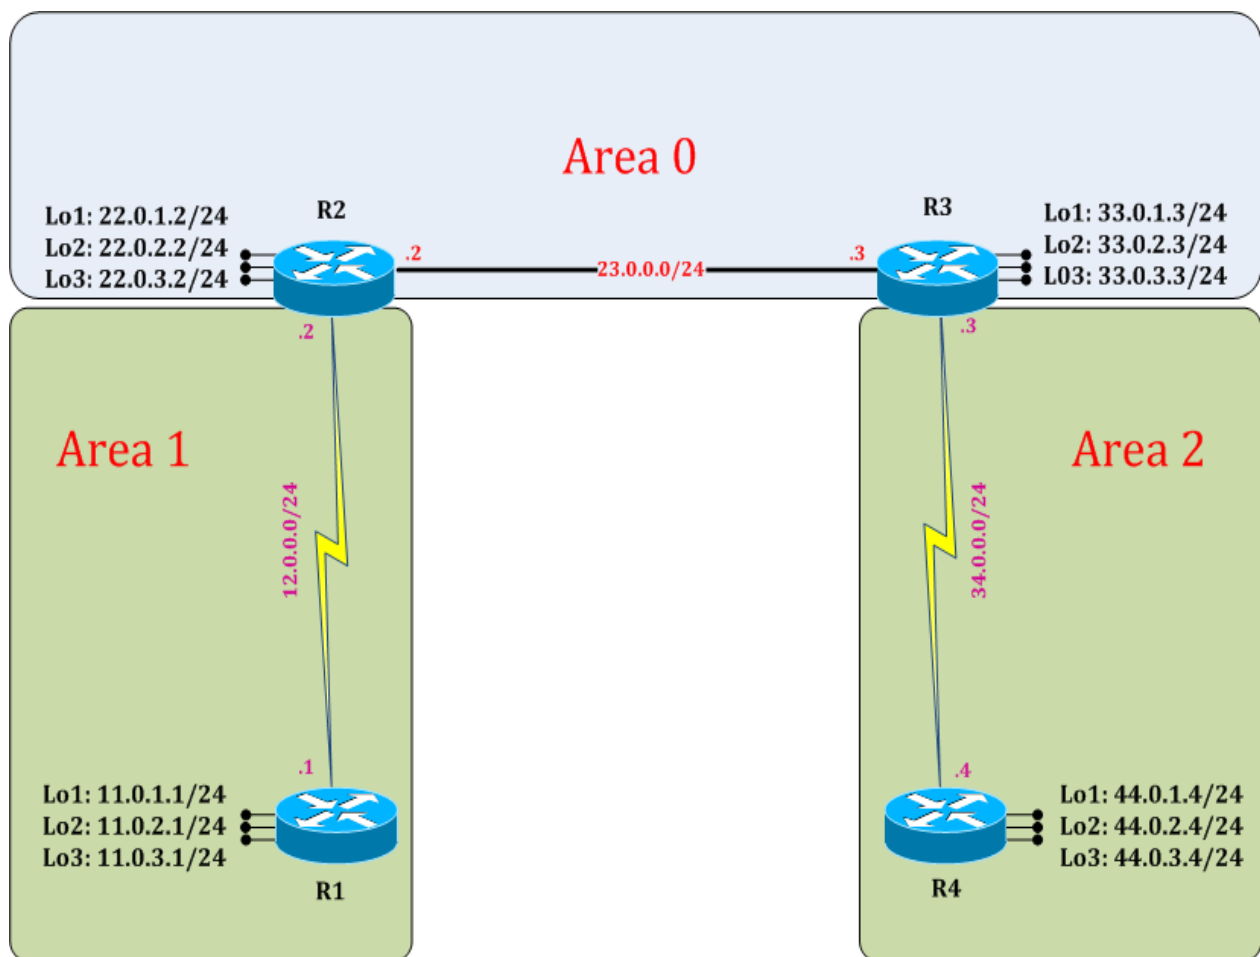 Area 0
R2
R3
Lo1: 22.0.1.2/24
Lo2: 22.0.2.2/24
Lo3: 22.0.3.2/24
.2
23.0.0.0/24
.3
Lo1: 33.0.1.3/24
Lo2: 33.0.2.3/24
L03: 33.0.3.3/24
.2
.3
Area 1
Area 2
12.0.0.0/24
34.0.0.0/24
.1
.4
Lo1: 11.0.1.1/24
Lo2: 11.0.2.1/24
Lo3: 11.0.3.1/24
R1
Lo1: 44.0.1.4/24
Lo2: 44.0.2.4/24
Lo3: 44.0.3.4/24
R4